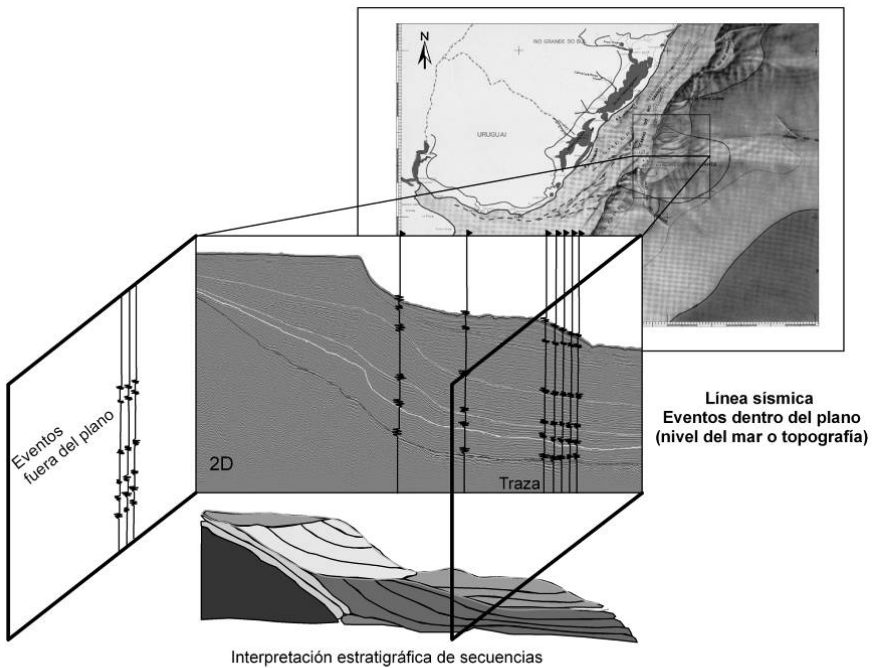 N
RIO GRANDE DO SUL
URUGUAI
Eventos
fuera del plano
2D
Traza
Línea sísmica
Eventos dentro del plano
(nivel del mar o topografía)
Interpretación estratigráfica de secuencias